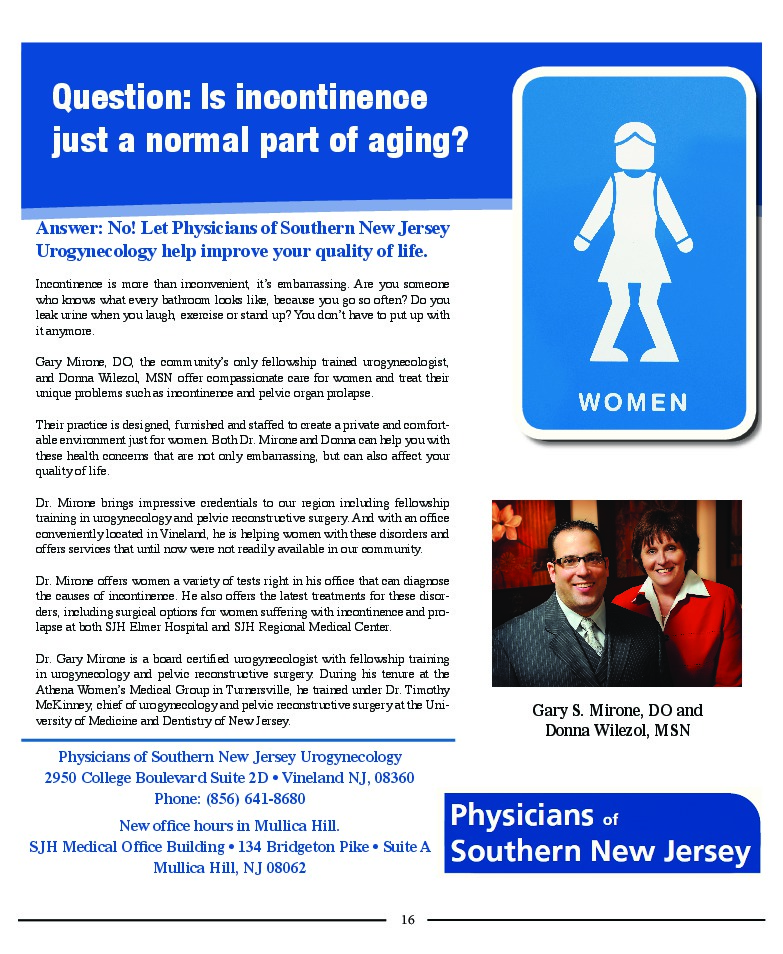 Question: Is incontinence
just a normal part of aging?
Answer: No! Let Physicians of Southern New Jersey
Urogynecology help improve your quality of life.
Incontinence is more than inconvenient, it's embarrassing. Are you someone
who knows what every bathroom looks like, because you go so often? Do you
leak urine when you laugh, exercise or stand up? You don't have to put up with
it anymore.
Gary Mirone, DO, the community's only fellowship trained urogynecologist,
and Donna Wilezol, MSN offer compassionate care for women and treat their
unique problems such as incontinence and pelvic organ prolapse.
Their practice is designed, furnished and staffed to create a private and comfort-
able environment just for women. Both Dr. Mirone and Donna can help you with
these health concerns that are not only embarrassing, but can also affect your
quality of life.
Dr. Mirone brings impressive credentials to our region including fellowship
training in urogynecology and pelvic reconstructive surgery. And with an office
conveniently located in Vineland, he is helping women with these disorders and
offers services that until now were not readily available in our community.
Dr. Mirone offers women a variety of tests right in his office that can diagnose
the causes of incontinence. He also offers the latest treatments for these disor-
ders, including surgical options for women suffering with incontinence and pro-
lapse at both SJH Elmer Hospital and SJH Regional Medical Center.
Dr. Gary Mirone is a board certified urogynecologist with fellowship training
in urogynecology and pelvic reconstructive surgery. During his tenure at the
Athena Women's Medical Group in Turnersville, he trained under Dr. Timothy
McKinney, chief of urogynecology and pelvic reconstructive surgery at the Uni-
versity of Medicine and Dentistry of New Jersey.
Physicians of Southern New Jersey Urogynecology
2950 College Boulevard Suite 2D • Vineland NJ, 08360
Phone: (856) 641-8680
New office hours in Mullica Hill.
SJH Medical Office Building • 134 Bridgeton Pike • Suite A
Mullica Hill, NJ 08062
WOMEN
Gary S. Mirone, DO and
Donna Wilezol, MSN
Physicians of
Southern New Jersey
16